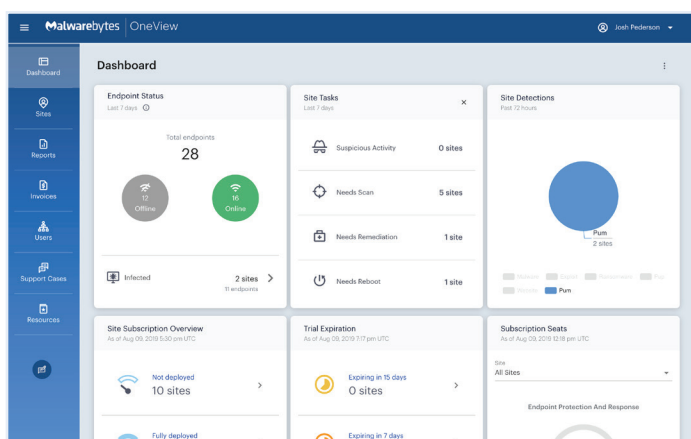 Malwarebytes OneView
Josh Pederson
Dashboard
Sites
Reports
Invoices
Users
Support Cases
Resources
Dashboard
Endpoint Status
Last 7 days
Total endpoints
28
12
Offline
16
Online
Infected
2 sites
11 endpoints
Site Tasks
Last 7 days
Suspicious Activity
0 sites
Needs Scan
5 sites
Needs Remediation
1 site
Needs Reboot
1 site
Site Detections
Past 72 hours
Pum
2 sites
Malware
Exploit
Ransomware
Pup
Website
Pum
Site Subscription Overview
As of Aug 09, 2019 5:30 pm UTC
Not deployed
10 sites
Fully deployed
Trial Expiration
As of Aug 09, 2019 7:17 pm UTC
Expiring in 15 days
0 sites
Expiring in 7 days
Subscription Seats
As of Aug 09, 2019 12:18 pm UTC
Site
All Sites
Endpoint Protection And Response